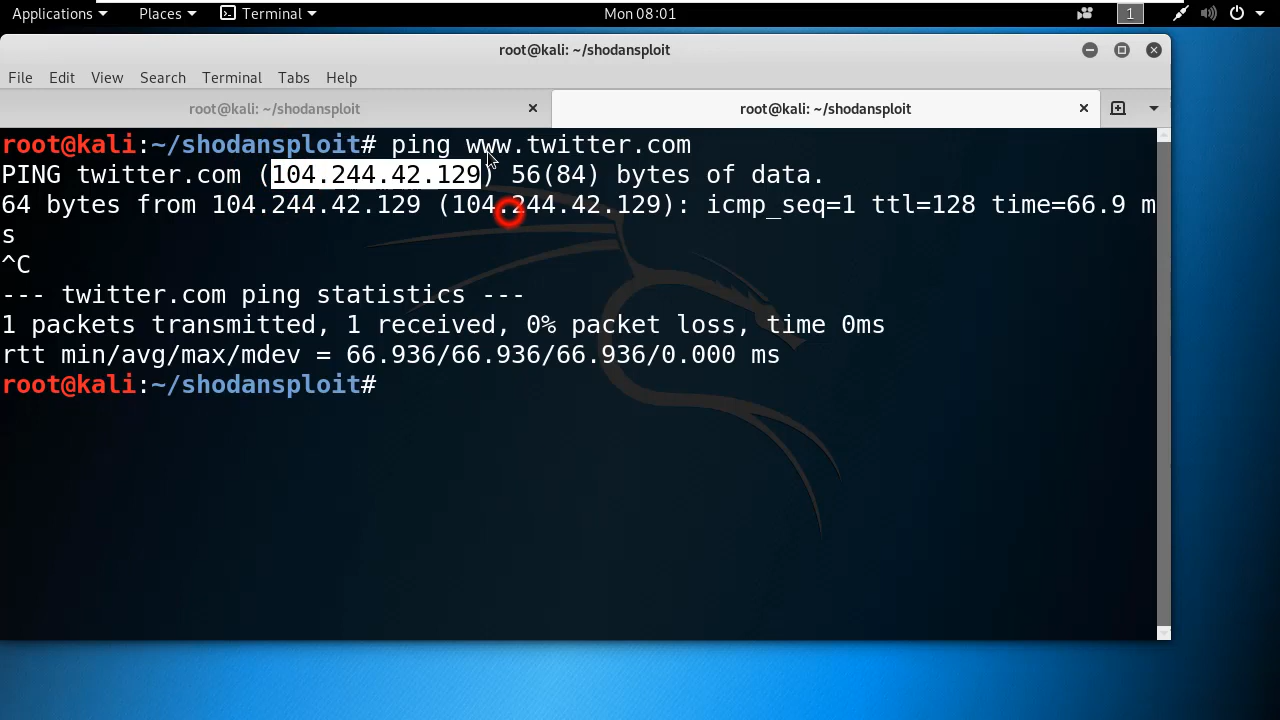 Applications Places Terminal Mon 08:01 1
root@kali: ~/shodansploit
File Edit View Search Terminal Tabs Help
root@kali: ~/shodansploit root@kali: ~/shodansploit
root@kali:~/shodansploit# ping www.twitter.com
PING twitter.com (104.244.42.129) 56(84) bytes of data.
64 bytes from 104.244.42.129 (104.244.42.129): icmp_seq=1 ttl=128 time=66.9 m
s
^C
--- twitter.com ping statistics ---
1 packets transmitted, 1 received, 0% packet loss, time 0ms
rtt min/avg/max/mdev = 66.936/66.936/66.936/0.000 ms
root@kali:~/shodansploit#